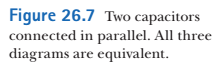 Figure 26.7 Two capacitors
connected in parallel. All three
diagrams are equivalent.